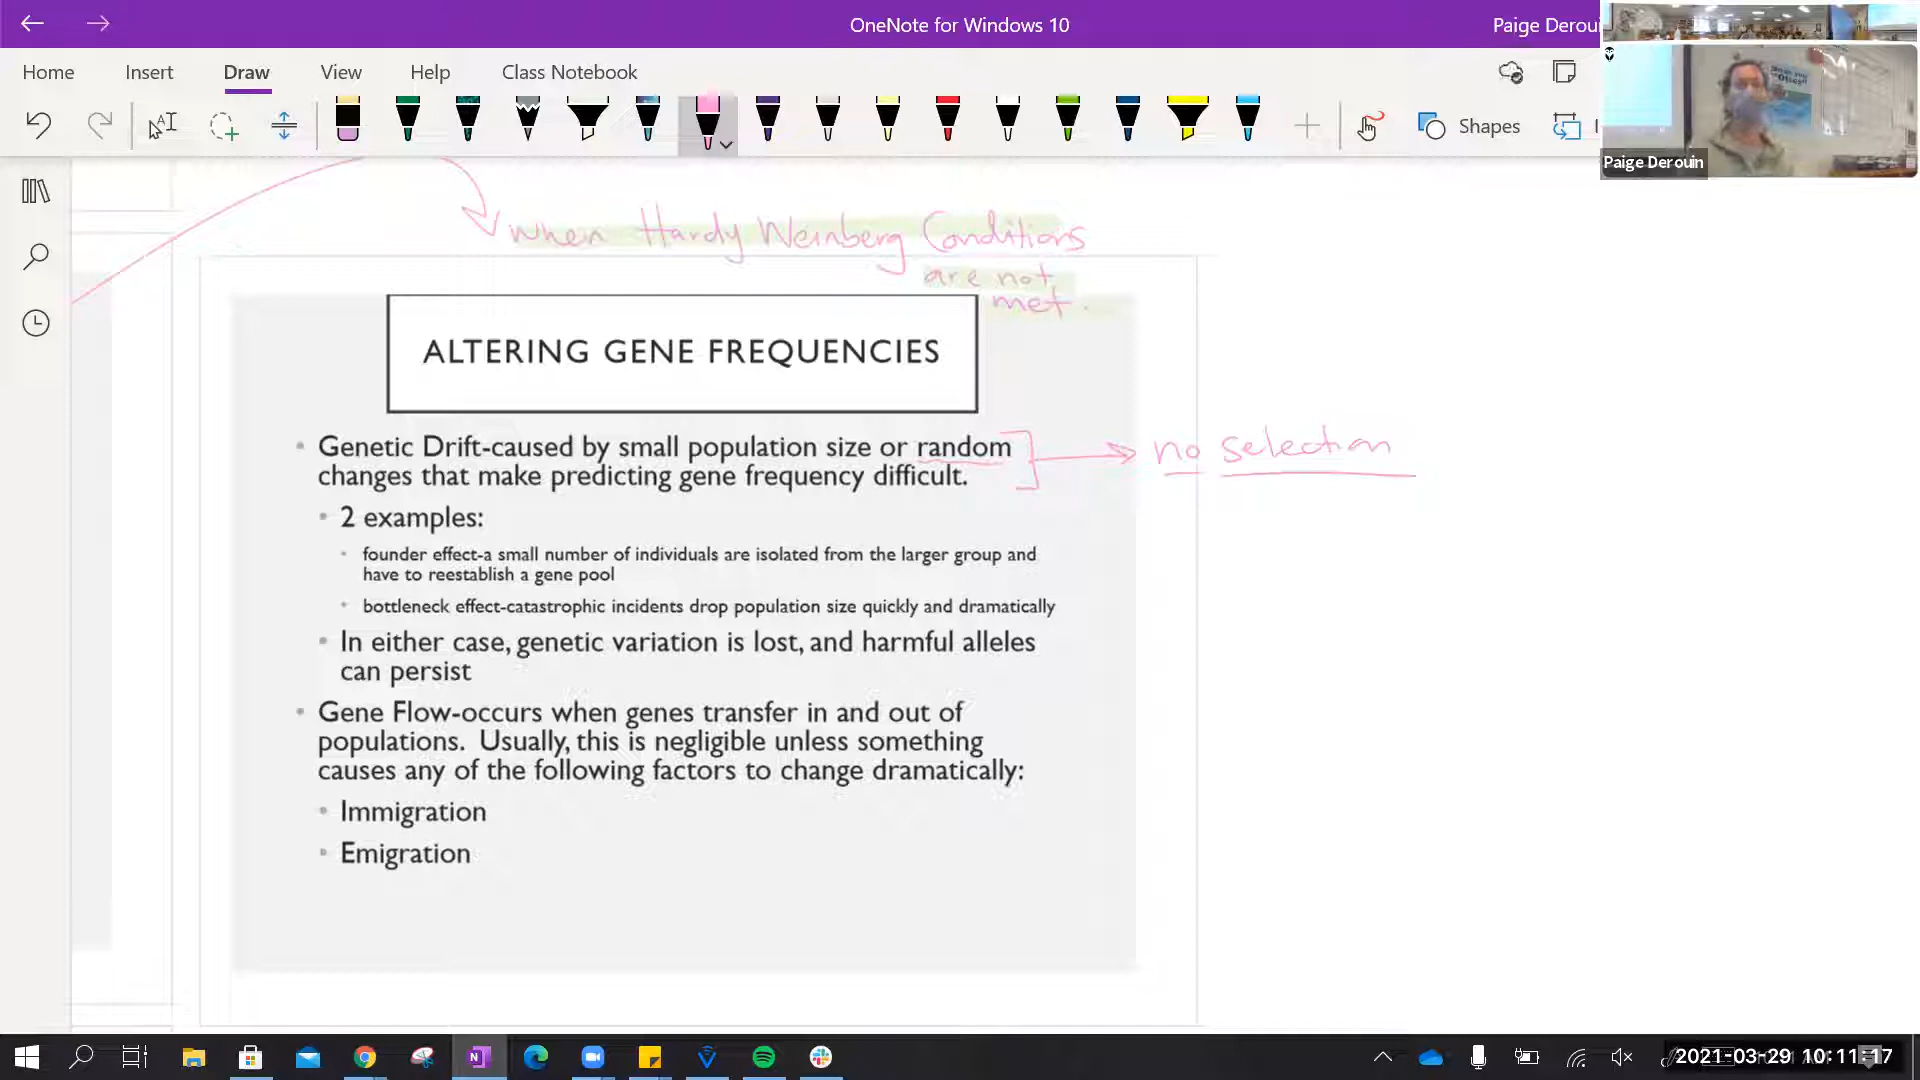 OneNote for Windows 10
Paige Derou
Home
Insert
Draw
View
Help
Class Notebook
Shapes
Paige Derouin
when Hardy Weinberg Conditions
are not
met.
ALTERING GENE FREQUENCIES
Genetic Drift-caused by small population size or random
changes that make predicting gene frequency difficult.
no selection
2 examples:
founder effect-a small number of individuals are isolated from the larger group and
have to reestablish a gene pool
bottleneck effect-catastrophic incidents drop population size quickly and dramatically
In either case, genetic variation is lost, and harmful alleles
can persist
Gene Flow-occurs when genes transfer in and out of
populations. Usually, this is negligible unless something
causes any of the following factors to change dramatically:
Immigration
Emigration
2021-03-29 10:11:17